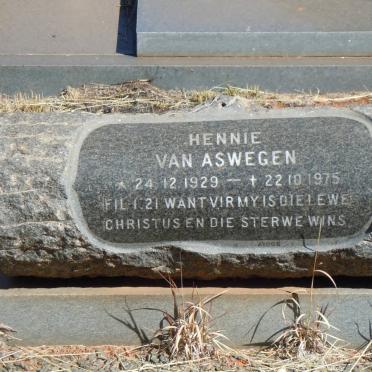 HENNIE
VAN ASWEGEN
* 24.12.1929 — † 22.10.1975
FIL 1.21 WANT VIR MY IS DIE LEWE
CHRISTUS EN DIE STERWE WINS